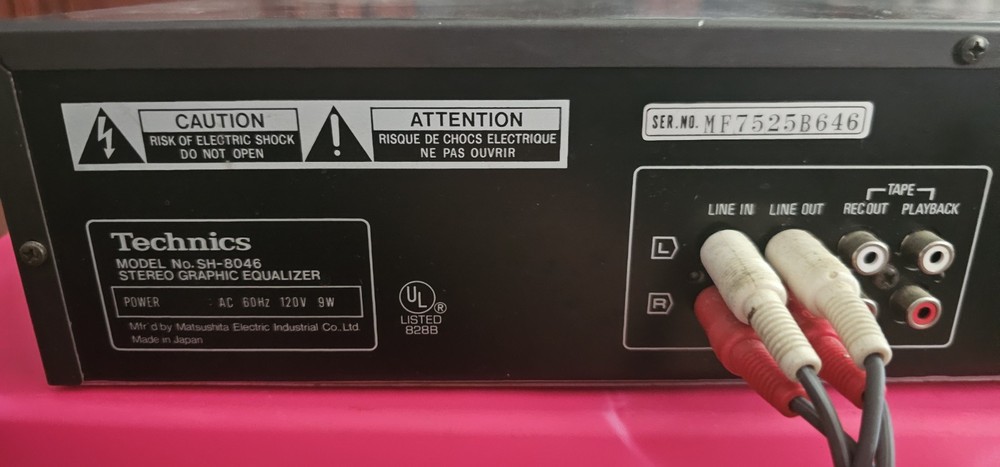 CAUTION
RISK OF ELECTRIC SHOCK
DO NOT OPEN
ATTENTION
RISQUE DE CHOCS ELECTRIQUE
NE PAS OUVRIR
SER.NO. MF7525B646
Technics
MODEL No. SH-8046
STEREO GRAPHIC EQUALIZER
POWER : AC 60Hz 120V 9W
Mfr'd by Matsushita Electric Industrial Co., Ltd.
Made in Japan
UL ®
LISTED
828B
TAPE
LINE IN LINE OUT REC OUT PLAYBACK
L
R